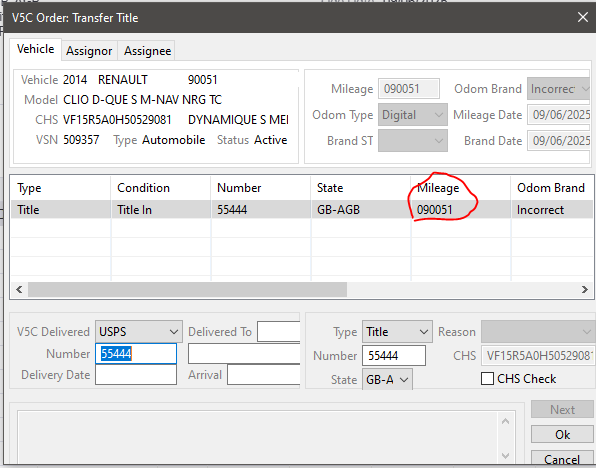 V5C Order: Transfer Title
Vehicle Assignor Assignee
Vehicle 2014 RENAULT 90051
Model CLIO D-QUE S M-NAV NRG TC
CHS VF15R5A0H50529081 DYNAMIQUE S MEI
VSN 509357 Type Automobile Status Active
Mileage 090051 Odom Brand Incorrect
Odom Type Digital Mileage Date 09/06/2025
Brand ST Brand Date 09/06/2025
Type Condition Number State Mileage Odom Brand
Title Title In 55444 GB-AGB 090051 Incorrect
V5C Delivered USPS Delivered To
Number 55444
Delivery Date Arrival
Type Title Reason
Number 55444 CHS VF15R5A0H50529081
State GB-A CHS Check
Next
Ok
Cancel